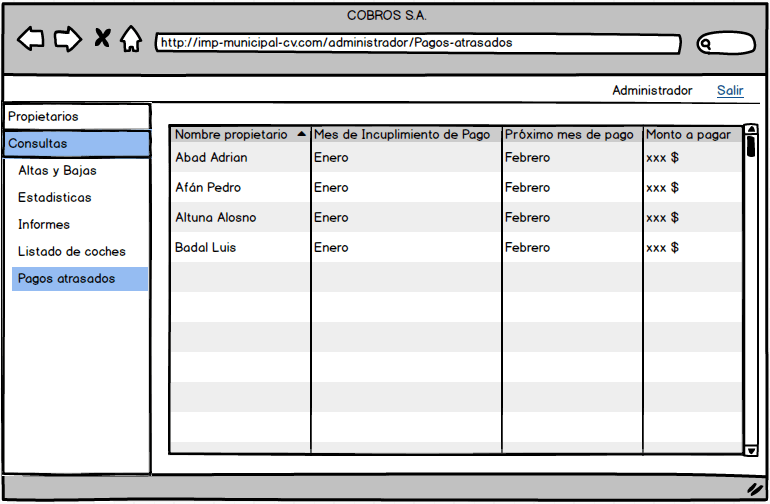 COBROS S.A.
http://imp-municipal-cv.com/administrador/Pagos-atrasados
Administrador Salir
Propietarios
Consultas
Altas y Bajas
Estadisticas
Informes
Listado de coches
Pagos atrasados
Nombre propietario Mes de Incuplimiento de Pago Próximo mes de pago Monto a pagar
Abad Adrian Enero Febrero xxx $
Afán Pedro Enero Febrero xxx $
Altuna Alosno Enero Febrero xxx $
Badal Luis Enero Febrero xxx $